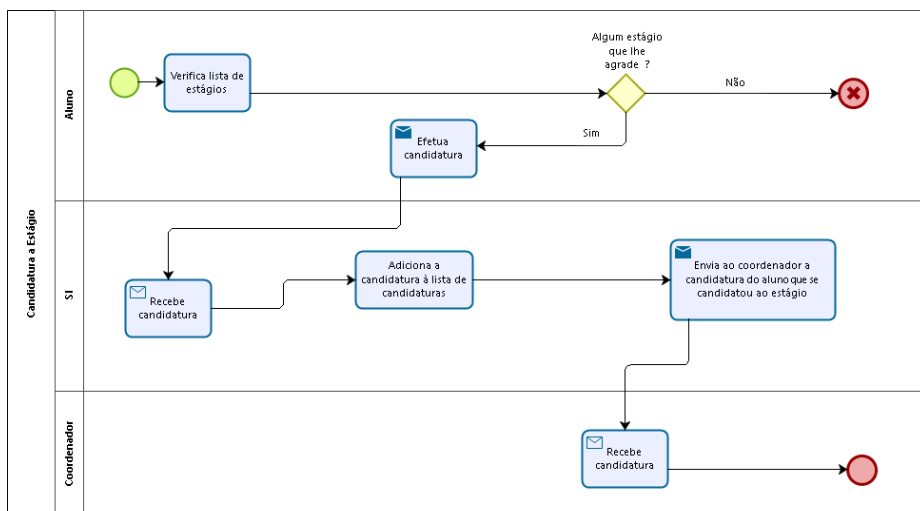 Candidatura a Estágio
Aluno
Verifica lista de
estágios
Algum estágio
que lhe
agrade ?
Não
Sim
Efetua
candidatura
SI
Recebe
candidatura
Adiciona a
candidatura à lista de
candidaturas
Envia ao coordenador a
candidatura do aluno que se
candidatou ao estágio
Coordenador
Recebe
candidatura